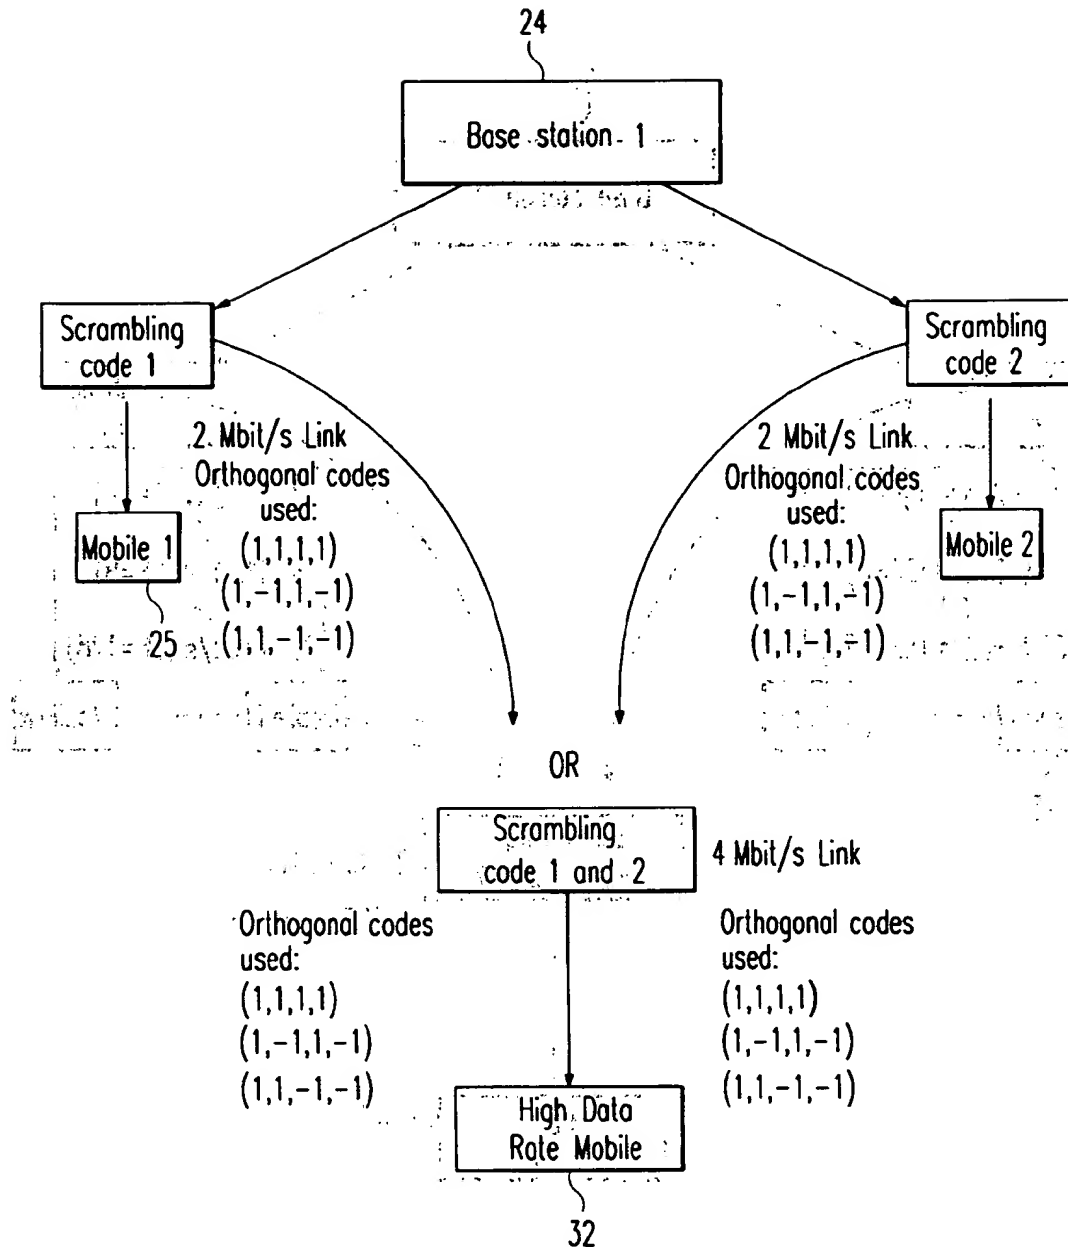 24
Base station 1
Scrambling
code 1
Scrambling
code 2
2 Mbit/s Link
Orthogonal codes
used:
(1,1,1,1)
(1,-1,1,-1)
(1,1,-1,-1)
2 Mbit/s Link
Orthogonal codes
used:
(1,1,1,1)
(1,-1,1,-1)
(1,1,-1,-1)
Mobile 1
25
Mobile 2
OR
Scrambling
code 1 and 2
4 Mbit/s Link
Orthogonal codes
used:
(1,1,1,1)
(1,-1,1,-1)
(1,1,-1,-1)
Orthogonal codes
used:
(1,1,1,1)
(1,-1,1,-1)
(1,1,-1,-1)
High Data
Rate Mobile
32